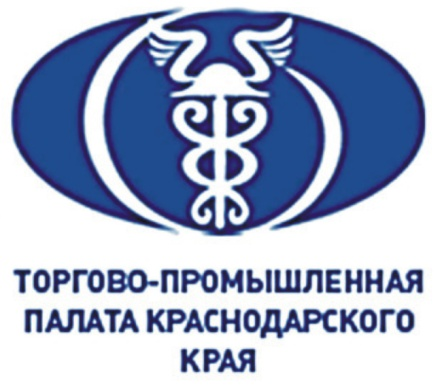 ТОРГОВО-ПРОМЫШЛЕННАЯ
ПАЛАТА КРАСНОДАРСКОГО
КРАЯ